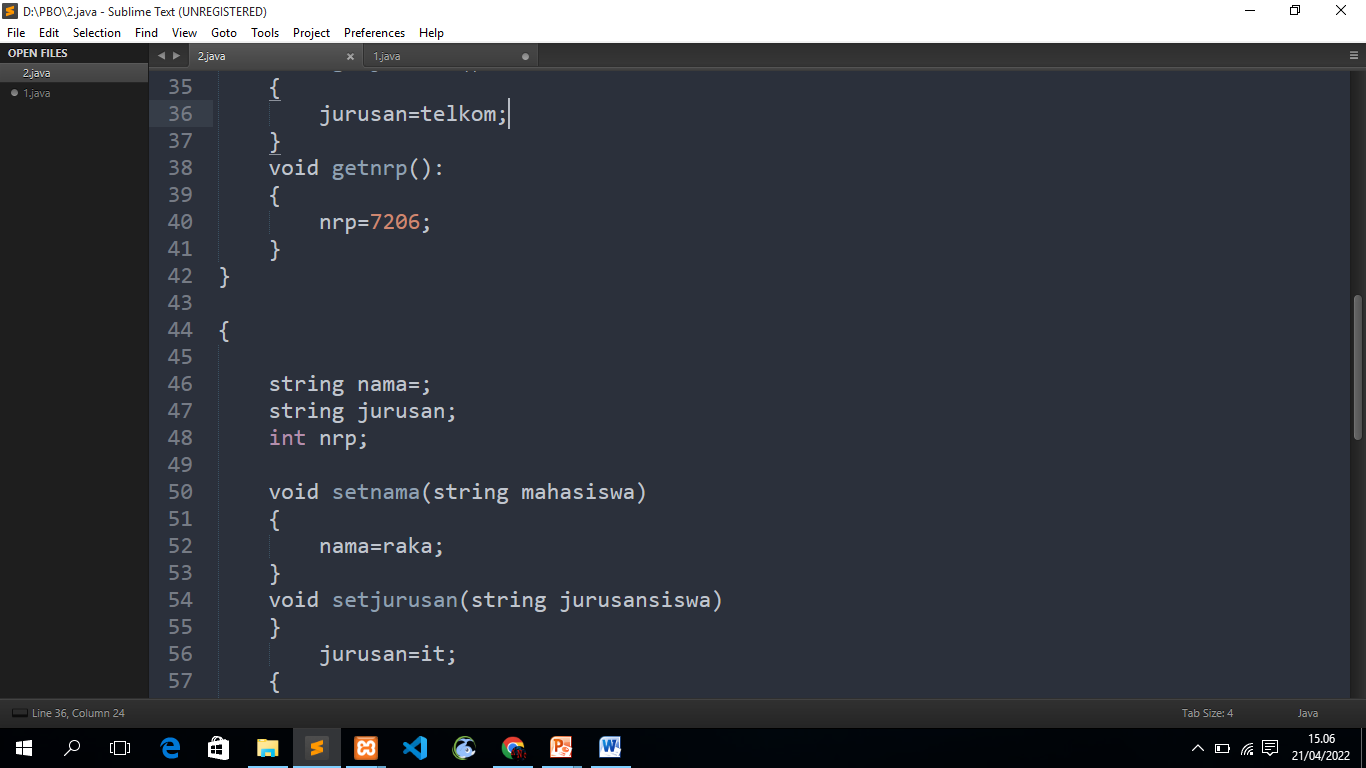 D:\PBO\2.java - Sublime Text (UNREGISTERED)
File Edit Selection Find View Goto Tools Project Preferences Help
OPEN FILES
2.java
1.java
2.java
1.java
35 {
36 jurusan=telkom;
37 }
38 void getnrp():
39 {
40 nrp=7206;
41 }
42 }
43
44 {
45
46 string nama=;
47 string jurusan;
48 int nrp;
49
50 void setnama(string mahasiswa)
51 {
52 nama=raka;
53 }
54 void setjurusan(string jurusansiswa)
55 }
56 jurusan=it;
57 {
Line 36, Column 24
Tab Size: 4
Java
15.06
21/04/2022